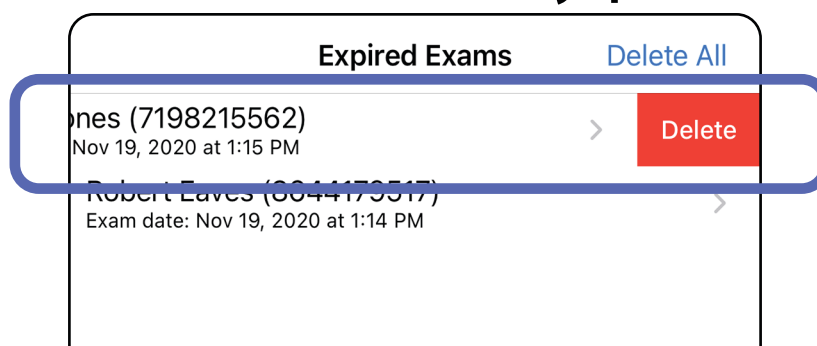 Expired Exams Delete All
ones (7198215562)
Nov 19, 2020 at 1:15 PM
Delete
Robert Eaves (8644179517)
Exam date: Nov 19, 2020 at 1:14 PM